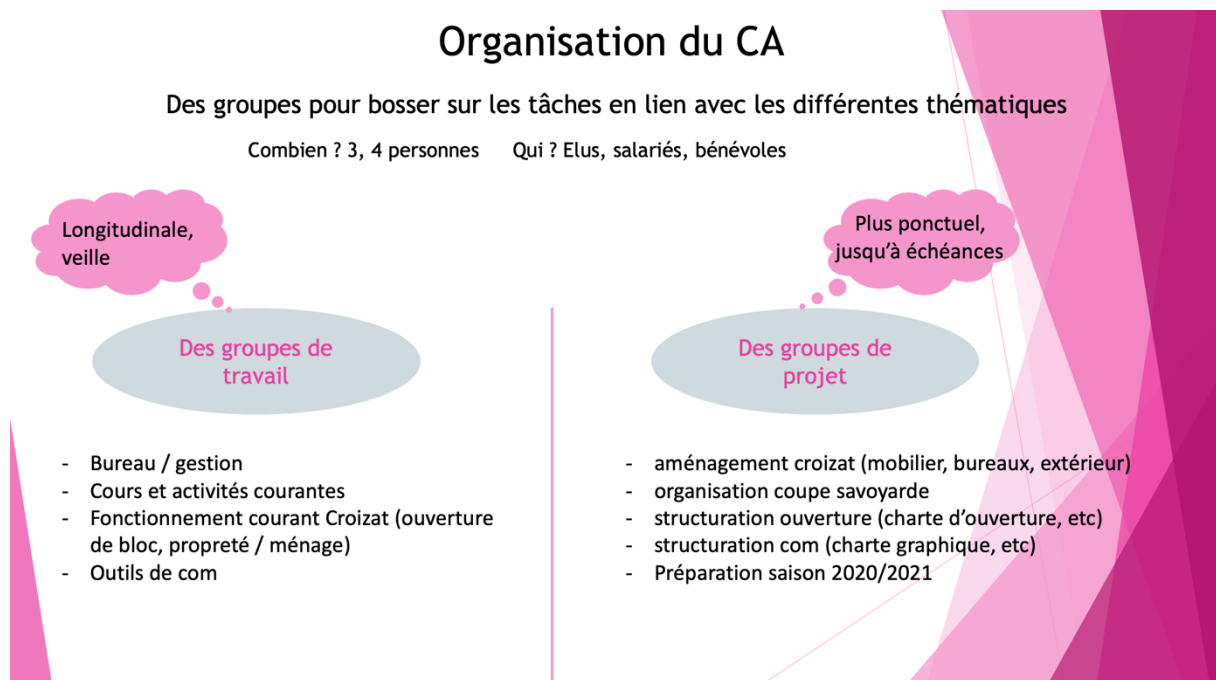 Organisation du CA
Des groupes pour bosser sur les tâches en lien avec les différentes thématiques
Combien ? 3, 4 personnes Qui ? Elus, salariés, bénévoles
Longitudinale,
veille
Des groupes de
travail
- Bureau / gestion
- Cours et activités courantes
- Fonctionnement courant Croizat (ouverture
de bloc, propreté / ménage)
- Outils de com
Plus ponctuel,
jusqu'à échéances
Des groupes de
projet
- aménagement croizat (mobilier, bureaux, extérieur)
- organisation coupe savoyarde
- structuration ouverture (charte d'ouverture, etc)
- structuration com (charte graphique, etc)
- Préparation saison 2020/2021